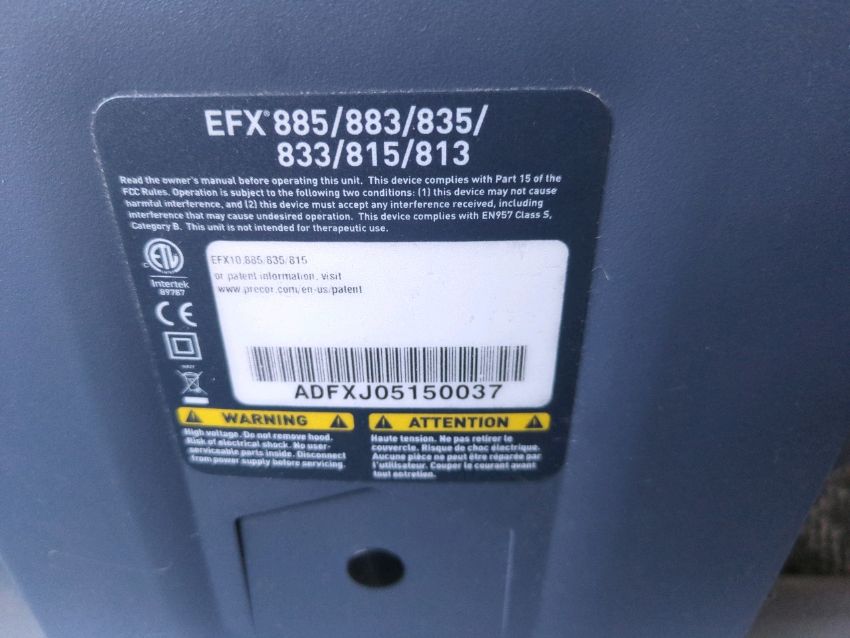 EFX® 885/883/835/
833/815/813
Read the owner's manual before operating this unit. This device complies with Part 15 of the
FCC Rules. Operation is subject to the following two conditions: (1) this device may not cause
harmful interference, and (2) this device must accept any interference received, including
interference that may cause undesired operation. This device complies with EN957 Class S,
Category B. This unit is not intended for therapeutic use.
ETL
Intertek
89787
CE
EFX10,885/835/815
or patent information, visit
www.precor.com/en-us/patent
ADFXJ05150037
WARNING
High voltage. Do not remove hood.
Risk of electrical shock. No user-
serviceable parts inside. Disconnect
from power supply before servicing.
ATTENTION
Haute tension. Ne pas retirer le
couvercle. Risque de choc électrique.
Aucune pièce ne peut être réparée par
l'utilisateur. Couper le courant avant
tout entretien.